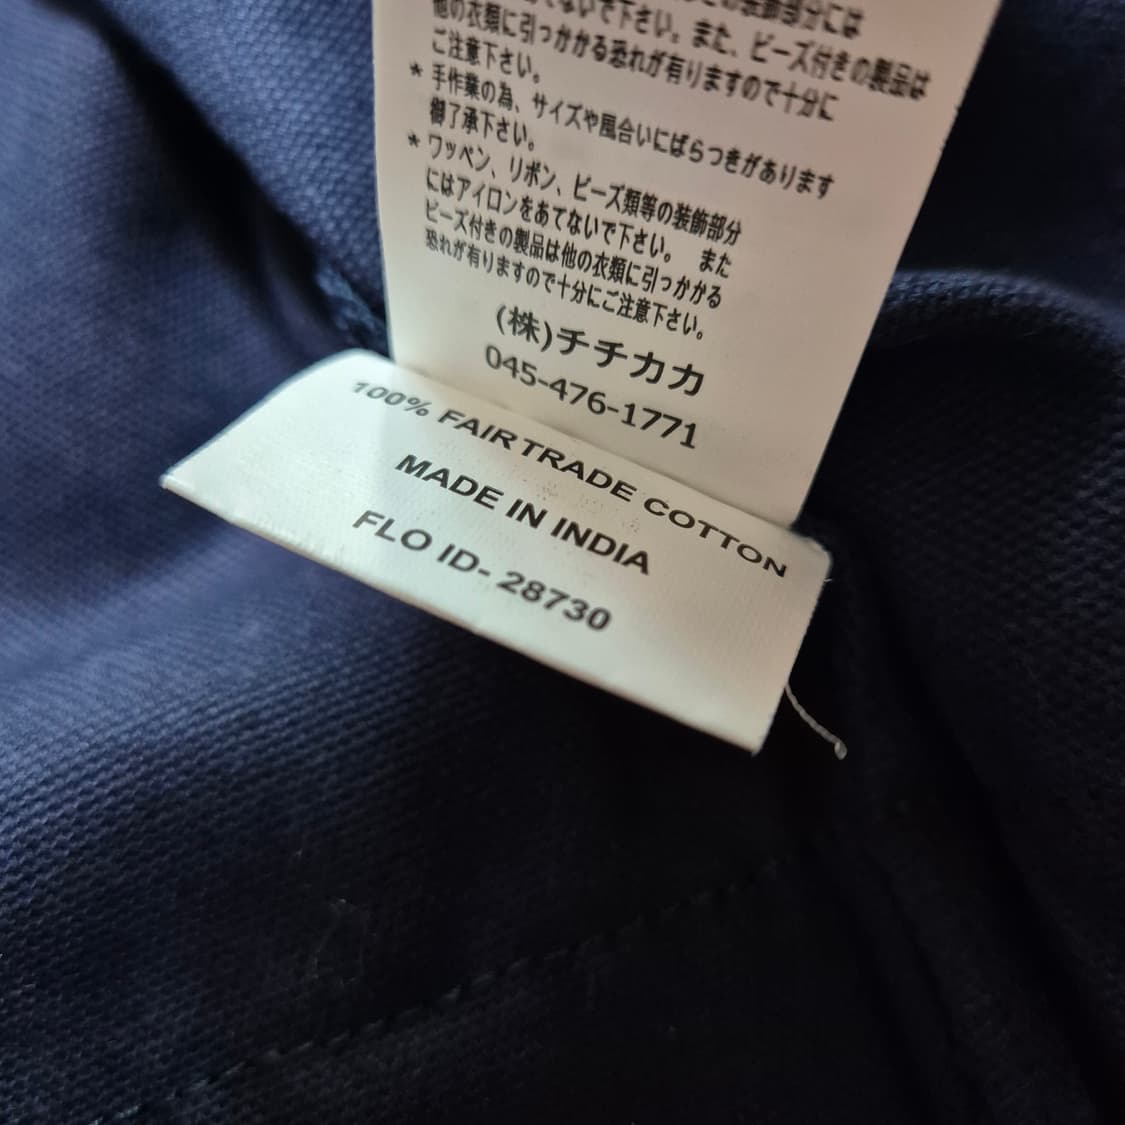 他の衣類に引っかかる恐れが有りますので十分に
ご注意下さい。
* 手作業の為、サイズや風合いにばらつきがあります
御了承下さい。
* ワッペン、リボン、ビーズ類等の装飾部分
にはアイロンをあてないで下さい。 また
ビーズ付きの製品は他の衣類に引っかかる
恐れが有りますので十分にご注意下さい。
(株)チチカカ
045-476-1771
100% FAIRTRADE COTTON
MADE IN INDIA
FLO ID- 28730